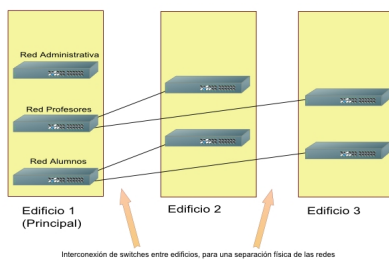 Red Administrativa
Red Profesores
Red Alumnos
Edificio 1
(Principal)
Edificio 2
Edificio 3
Interconexión de switches entre edificios, para una separación física de las redes